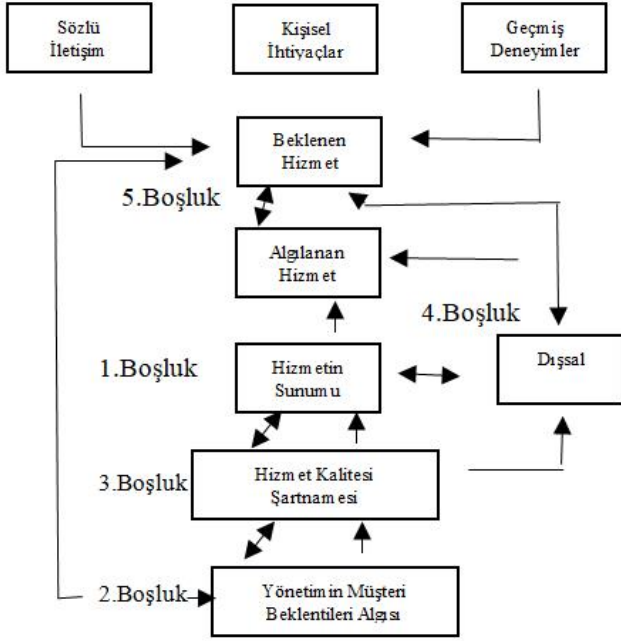 Sözlü
İletişim
Kişisel
İhtiyaçlar
Geçmiş
Deneyimler
Beklenen
Hizmet
5.Boşluk
Algılanan
Hizmet
4.Boşluk
1.Boşluk
Hizmetin
Sunumu
Dışsal
3.Boşluk
Hizmet Kalitesi
Şartnamesi
2.Boşluk
Yönetimin Müşteri
Beklentileri Algısı